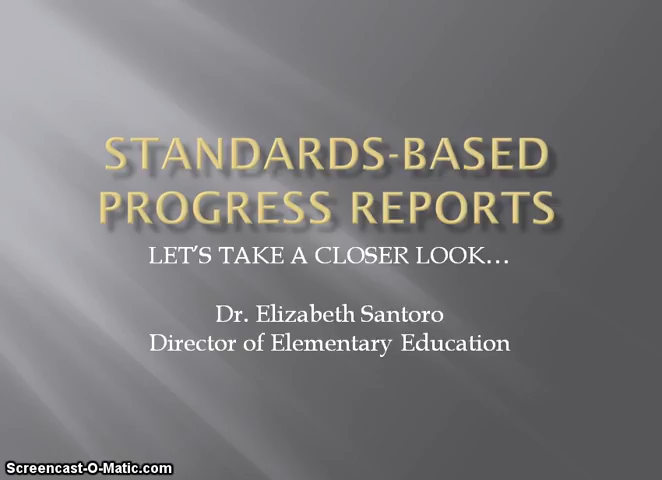 STANDARDS-BASED
PROGRESS REPORTS
LET'S TAKE A CLOSER LOOK...
Dr. Elizabeth Santoro
Director of Elementary Education
Screencast-O-Matic.com